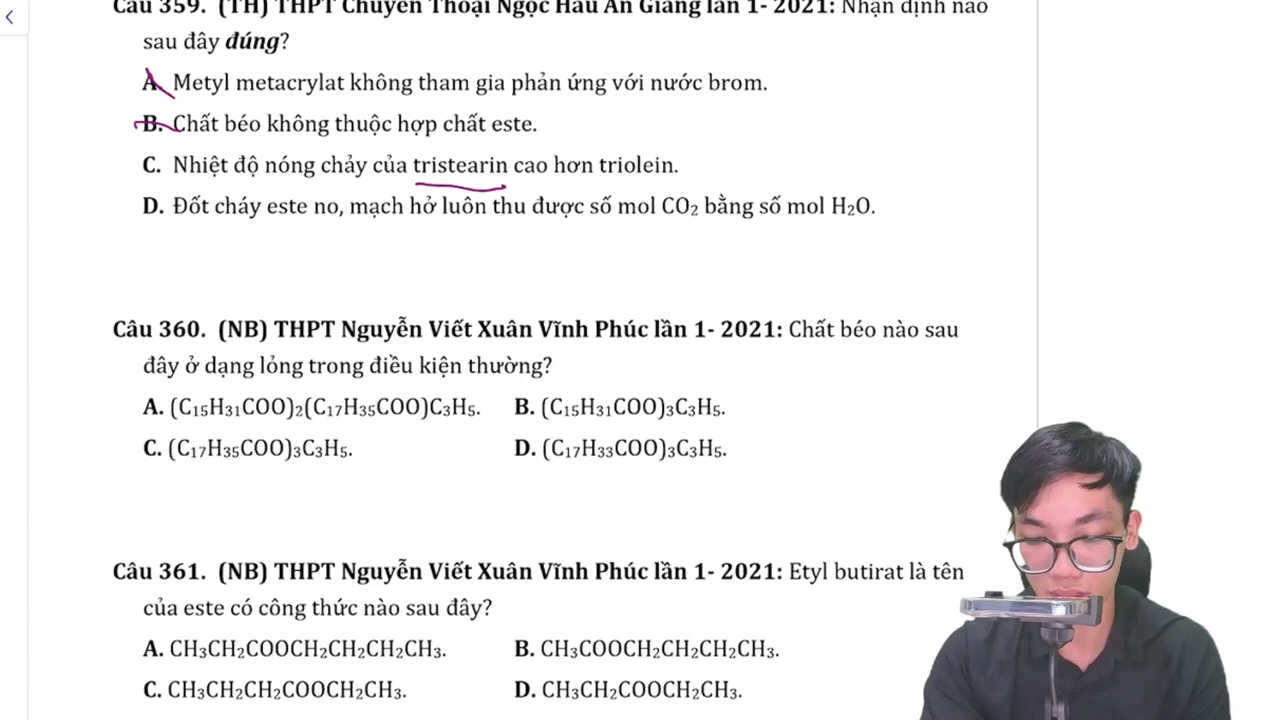 Câu 359. (TH) THPT Chuyên Thoại Ngọc Hầu An Giang lần 1- 2021: Nhận định nào
sau đây đúng?
A. Metyl metacrylat không tham gia phản ứng với nước brom.
B. Chất béo không thuộc hợp chất este.
C. Nhiệt độ nóng chảy của tristearin cao hơn triolein.
D. Đốt cháy este no, mạch hở luôn thu được số mol CO₂ bằng số mol H₂O.
Câu 360. (NB) THPT Nguyễn Viết Xuân Vĩnh Phúc lần 1- 2021: Chất béo nào sau
đây ở dạng lỏng trong điều kiện thường?
A. (C₁₅H₃₁COO)₂(C₁₇H₃₅COO)C₃H₅. B. (C₁₅H₃₁COO)₃C₃H₅.
C. (C₁₇H₃₅COO)₃C₃H₅. D. (C₁₇H₃₃COO)₃C₃H₅.
Câu 361. (NB) THPT Nguyễn Viết Xuân Vĩnh Phúc lần 1- 2021: Etyl butirat là tên
của este có công thức nào sau đây?
A. CH₃CH₂COOCH₂CH₂CH₂CH₃. B. CH₃COOCH₂CH₂CH₂CH₃.
C. CH₃CH₂CH₂COOCH₂CH₃. D. CH₃CH₂COOCH₂CH₃.